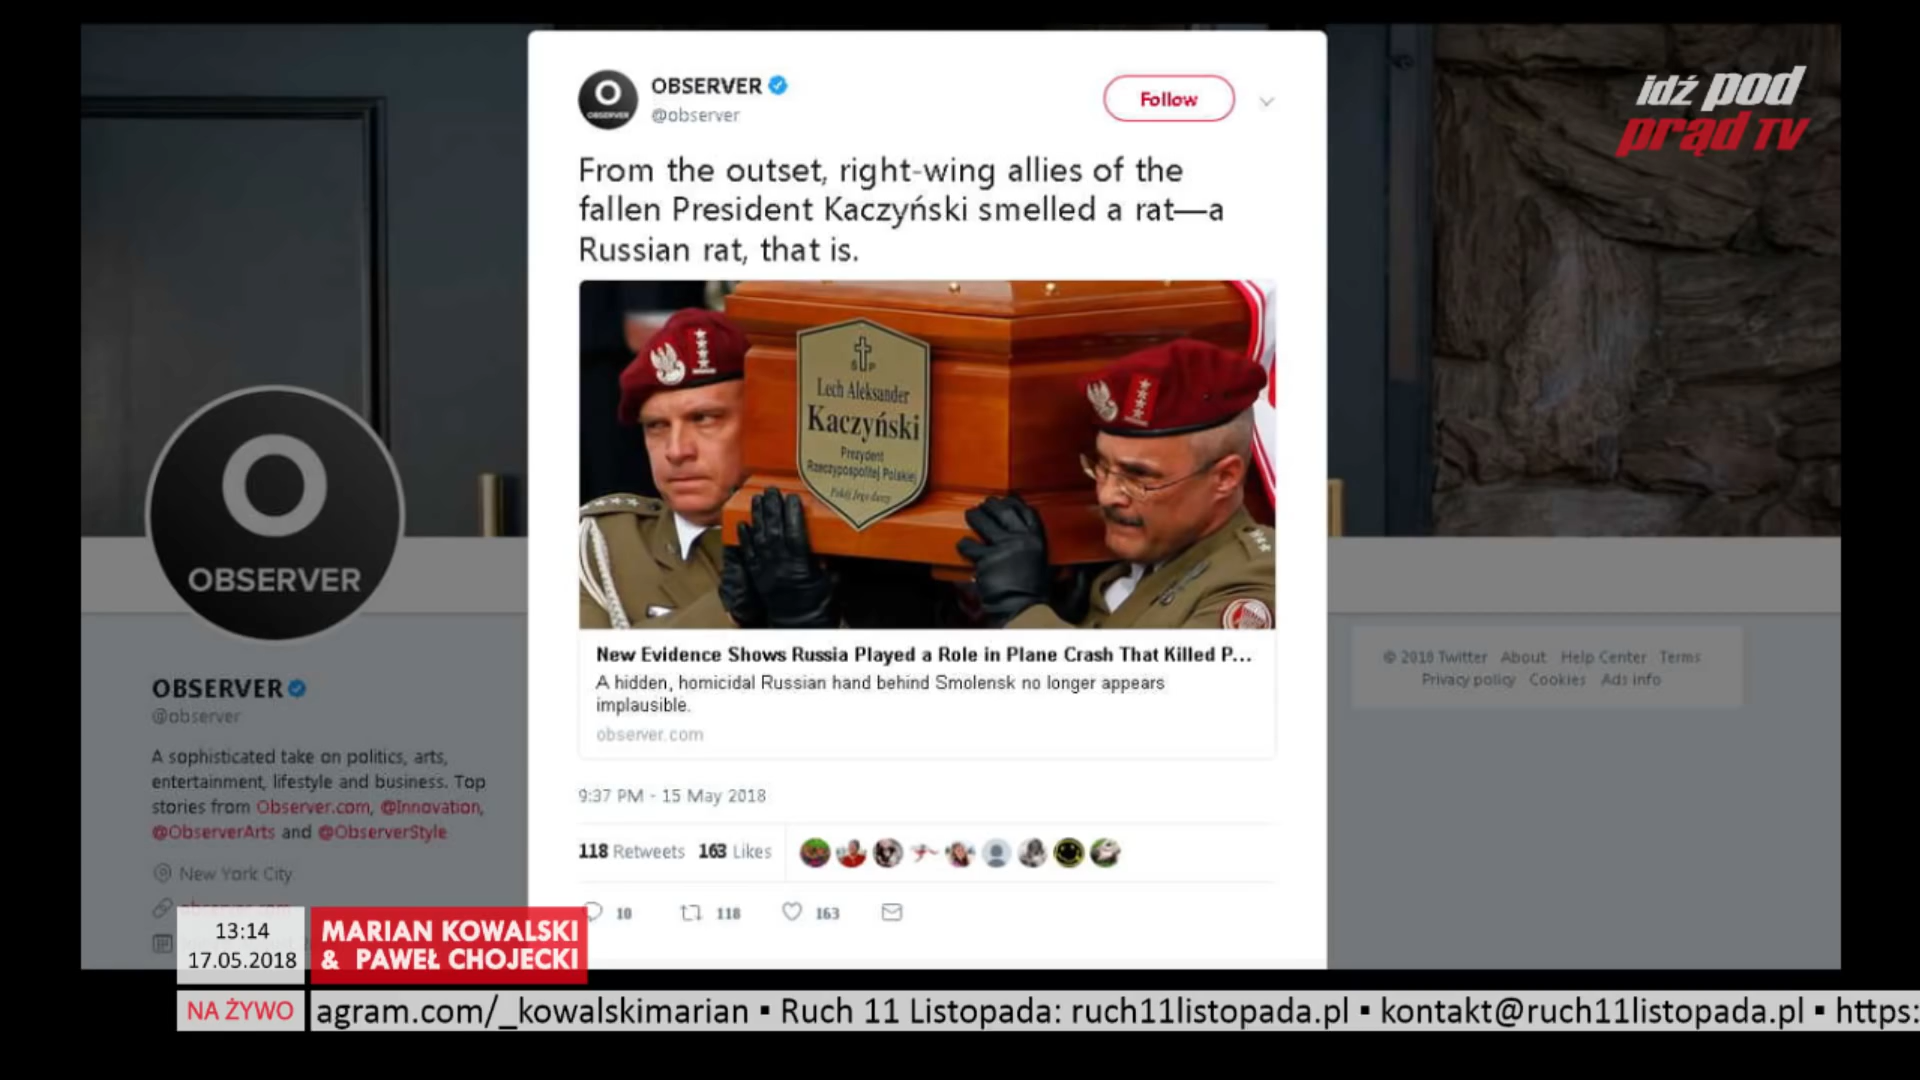 idź pod
prąd TV
OBSERVER
@observer
Follow
From the outset, right-wing allies of the
fallen President Kaczyński smelled a rat—a
Russian rat, that is.
Lech Aleksander
Kaczyński
Prezydent
Rzeczypospolitej Polskiej
New Evidence Shows Russia Played a Role in Plane Crash That Killed P...
A hidden, homicidal Russian hand behind Smolensk no longer appears
implausible.
observer.com
9:37 PM - 15 May 2018
118 Retweets 163 Likes
10 118 163
OBSERVER
OBSERVER
@observer
A sophisticated take on politics, arts,
entertainment, lifestyle and business. Top
stories from Observer.com, @Innovation,
@ObserverArts and @ObserverStyle
New York City
© 2018 Twitter About Help Center Terms
Privacy policy Cookies Ads info
13:14
17.05.2018
MARIAN KOWALSKI
& PAWEŁ CHOJECKI
NA ŻYWO
agram.com/_kowalskimarian ▪ Ruch 11 Listopada: ruch11listopada.pl ▪ kontakt@ruch11listopada.pl ▪ https: